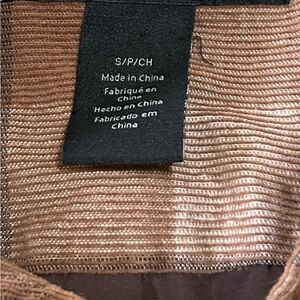 S/P/CH
Made in China
Fabriqué en
Chine
Hecho en China
Fabricado em
China